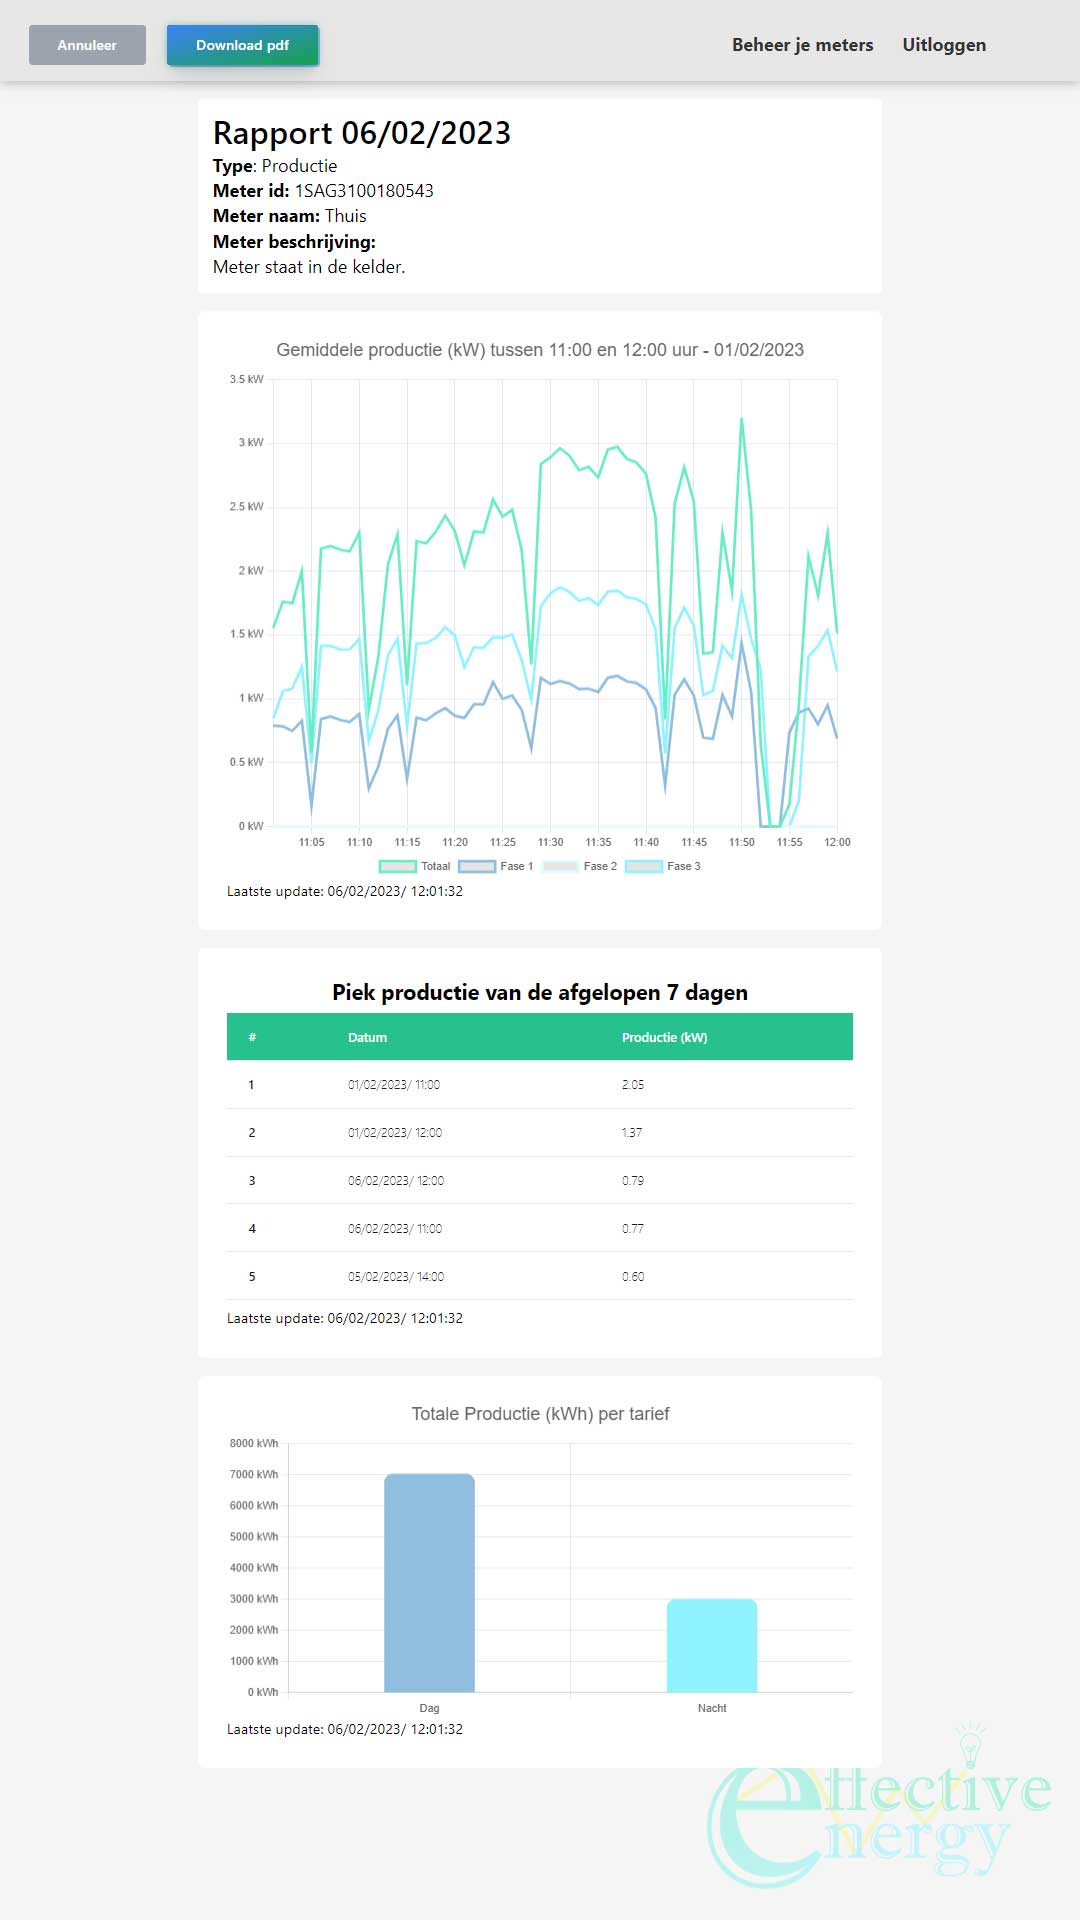 Annuleer
Download pdf
Beheer je meters
Uitloggen
Rapport 06/02/2023
Type: Productie
Meter id: 1SAG3100180543
Meter naam: Thuis
Meter beschrijving:
Meter staat in de kelder.
Gemiddele productie (kW) tussen 11:00 en 12:00 uur - 01/02/2023
3.5 kW
3 kW
2.5 kW
2 kW
1.5 kW
1 kW
0.5 kW
0 kW
11:05 11:10 11:15 11:20 11:25 11:30 11:35 11:40 11:45 11:50 11:55 12:00
Totaal Fase 1 Fase 2 Fase 3
Laatste update: 06/02/2023/ 12:01:32
Piek productie van de afgelopen 7 dagen
# Datum Productie (kW)
1 01/02/2023/ 11:00 2.05
2 01/02/2023/ 12:00 1.37
3 06/02/2023/ 12:00 0.79
4 06/02/2023/ 11:00 0.77
5 05/02/2023/ 14:00 0.60
Laatste update: 06/02/2023/ 12:01:32
Totale Productie (kWh) per tarief
8000 kWh
7000 kWh
6000 kWh
5000 kWh
4000 kWh
3000 kWh
2000 kWh
1000 kWh
0 kWh
Dag Nacht
Laatste update: 06/02/2023/ 12:01:32
effective
energy